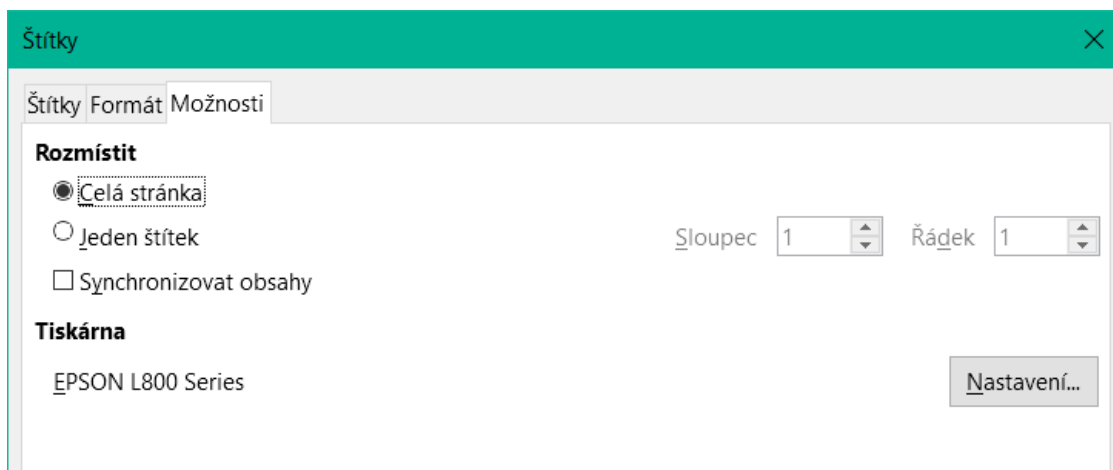 Štítky
Štítky Formát Možnosti
Rozmístit
Celá stránka
Jeden štítek Sloupec 1 Řádek 1
Synchronizovat obsahy
Tiskárna
EPSON L800 Series Nastavení...